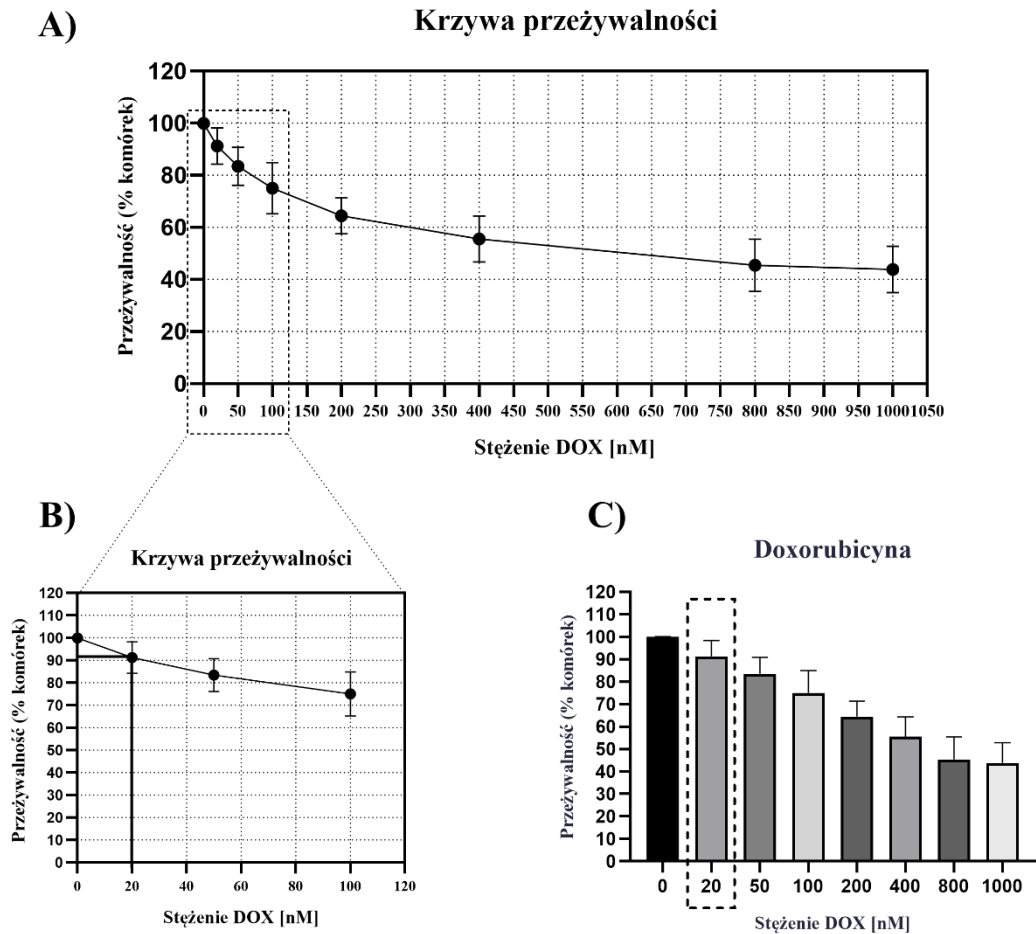 A)
Krzywa przeżywalności
Przeżywalność (% komórek)
120
100
80
60
40
20
0
0 50 100 150 200 250 300 350 400 450 500 550 600 650 700 750 800 850 900 950 1000 1050
Stężenie DOX [nM]
B)
Krzywa przeżywalności
Przeżywalność (% komórek)
120
110
100
90
80
70
60
50
40
30
20
10
0
0 20 40 60 80 100 120
Stężenie DOX [nM]
C)
Doxorubicyna
Przeżywalność (% komórek)
120
110
100
90
80
70
60
50
40
30
20
10
0
0 20 50 100 200 400 800 1000
Stężenie DOX [nM]